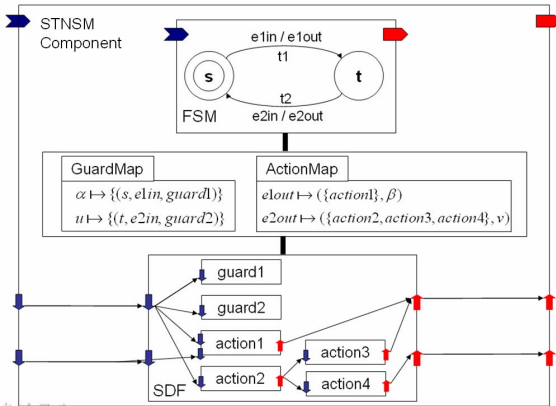 STNSM
Component
e1in / e1out
t1
s
t
t2
FSM
e2in / e2out
GuardMap
ActionMap
α ↦ {(s, e1in, guard1)}
e1out ↦ ({action1}, β)
u ↦ {(t, e2in, guard2)}
e2out ↦ ({action2, action3, action4}, v)
guard1
guard2
action1
action3
action2
action4
SDF